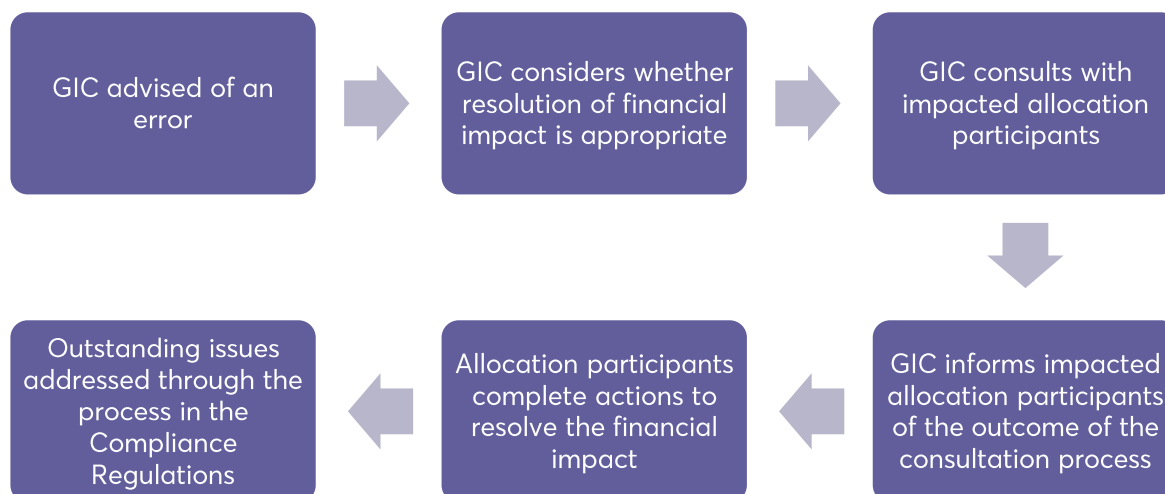 GIC advised of an
error
GIC considers whether
resolution of financial
impact is appropriate
GIC consults with
impacted allocation
participants
GIC informs impacted
allocation participants
of the outcome of the
consultation process
Allocation participants
complete actions to
resolve the financial
impact
Outstanding issues
addressed through the
process in the
Compliance
Regulations